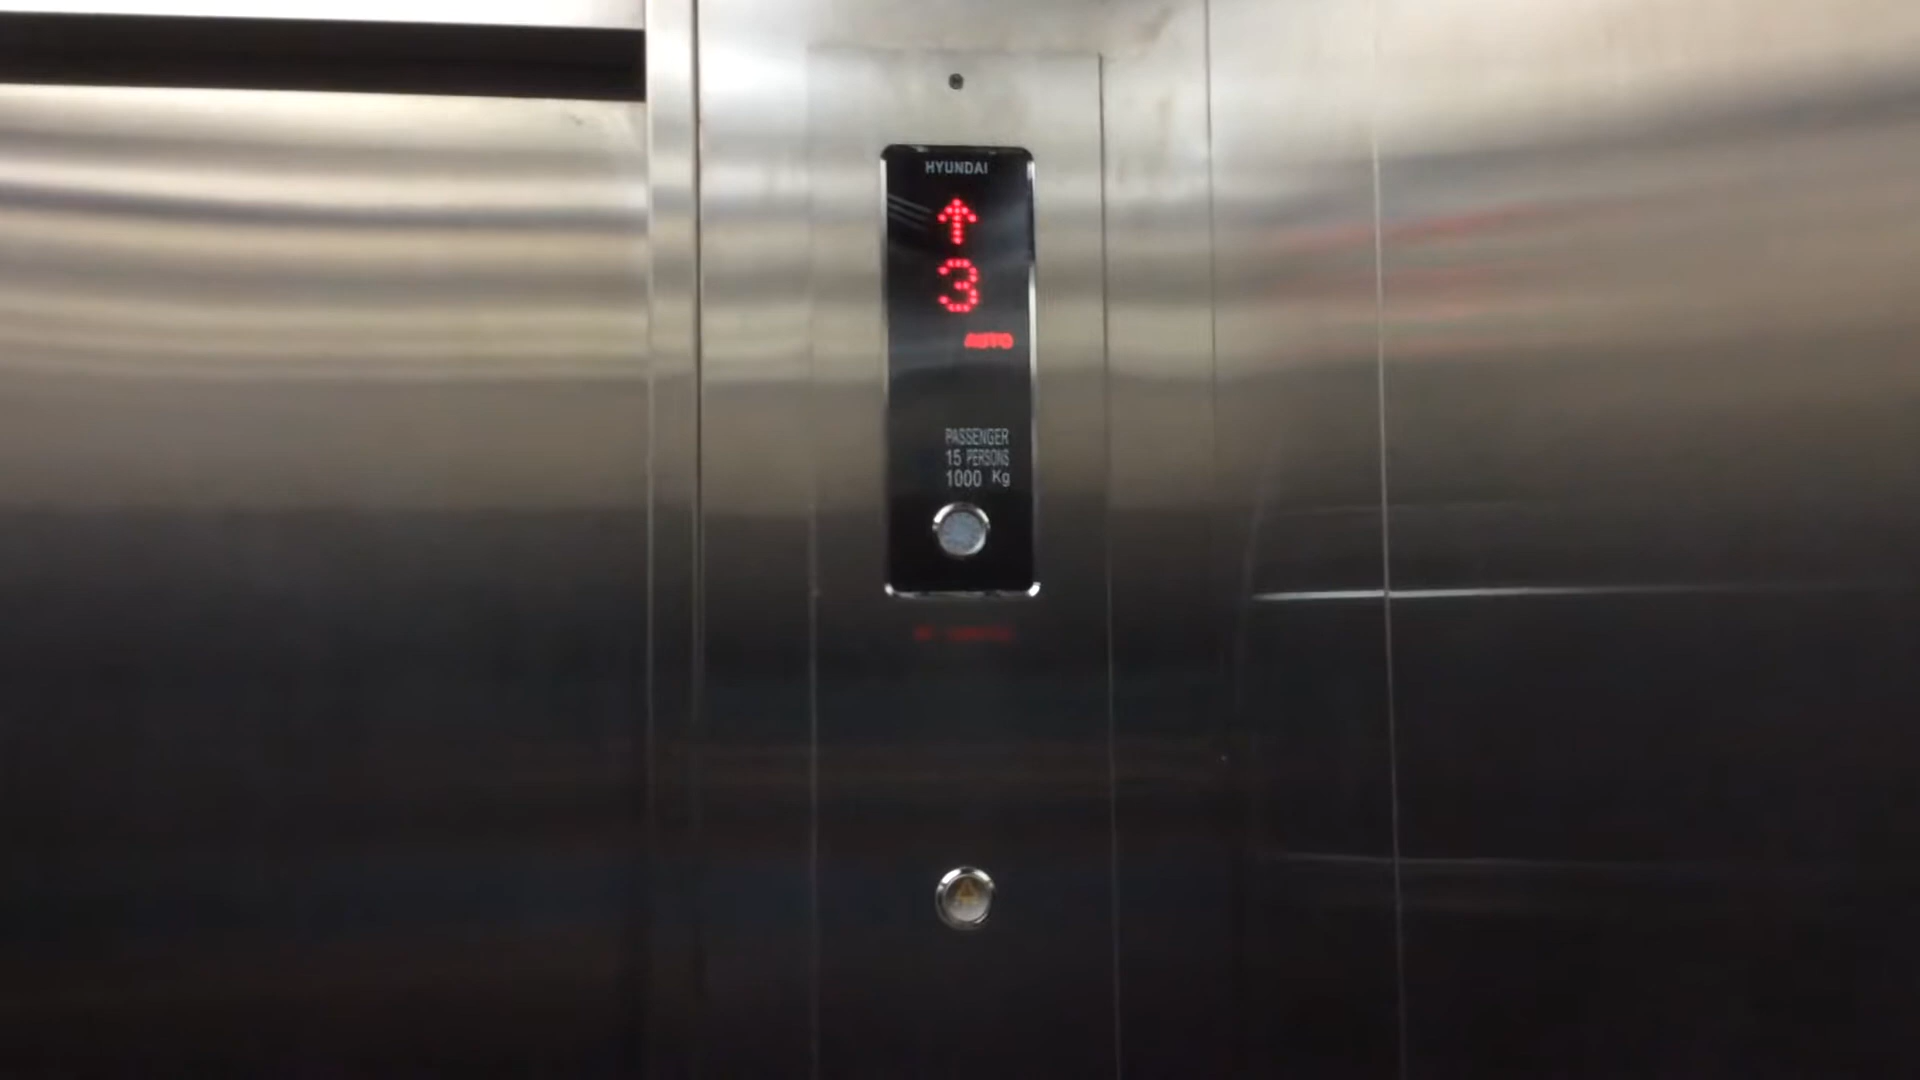 HYUNDAI
↑
3
AUTO
PASSENGER
15 PERSONS
1000 Kg